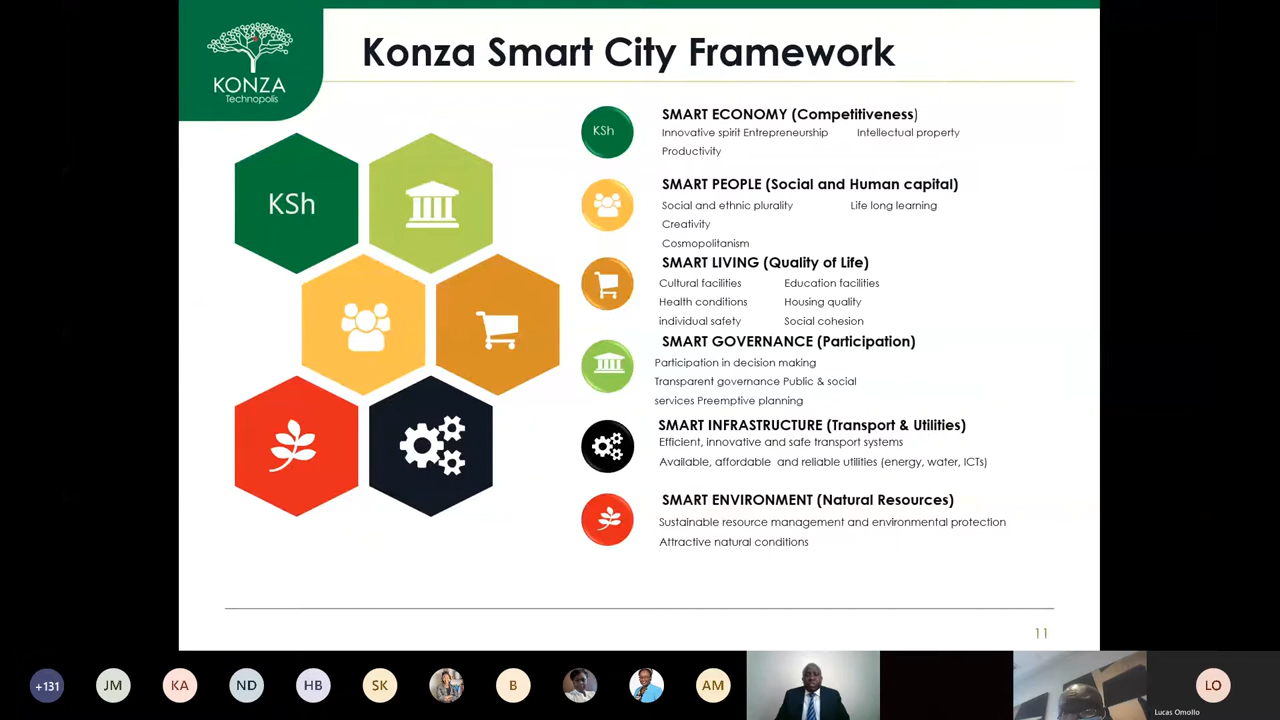 KONZA
Technopolis
Konza Smart City Framework
KSh
KSh
SMART ECONOMY (Competitiveness)
Innovative spirit Entrepreneurship Intellectual property
Productivity
SMART PEOPLE (Social and Human capital)
Social and ethnic plurality Life long learning
Creativity
Cosmopolitanism
SMART LIVING (Quality of Life)
Cultural facilities Education facilities
Health conditions Housing quality
individual safety Social cohesion
SMART GOVERNANCE (Participation)
Participation in decision making
Transparent governance Public & social
services Preemptive planning
SMART INFRASTRUCTURE (Transport & Utilities)
Efficient, innovative and safe transport systems
Available, affordable and reliable utilities (energy, water, ICTs)
SMART ENVIRONMENT (Natural Resources)
Sustainable resource management and environmental protection
Attractive natural conditions
11
+131 JM KA ND HB SK B AM LO
Lucas Omollo